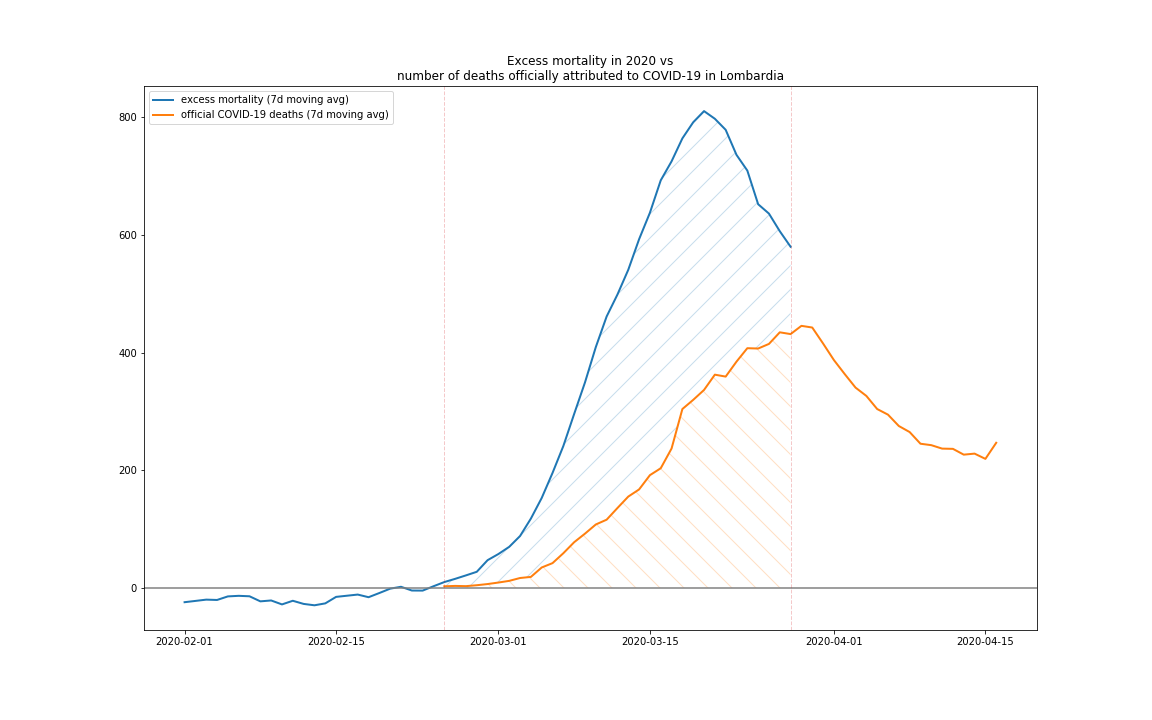 Excess mortality in 2020 vs
number of deaths officially attributed to COVID-19 in Lombardia
excess mortality (7d moving avg)
official COVID-19 deaths (7d moving avg)
800
600
400
200
0
2020-02-01 2020-02-15 2020-03-01 2020-03-15 2020-04-01 2020-04-15